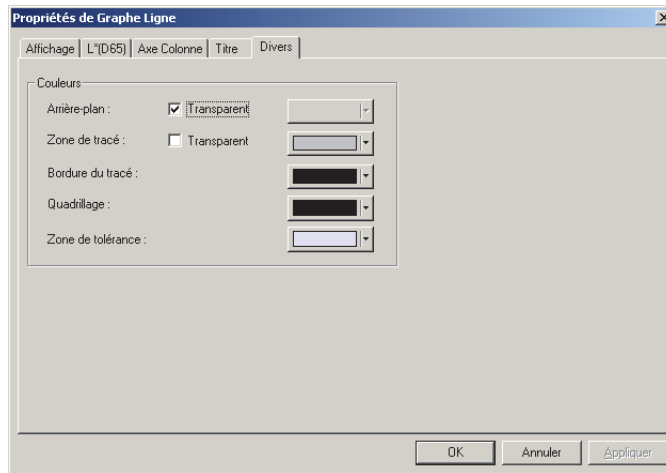 Propriétés de Graphe Ligne
Affichage L*(D65) Axe Colonne Titre Divers
Couleurs
Arrière-plan : Transparent
Zone de tracé : Transparent
Bordure du tracé :
Quadrillage :
Zone de tolérance :
OK Annuler Appliquer